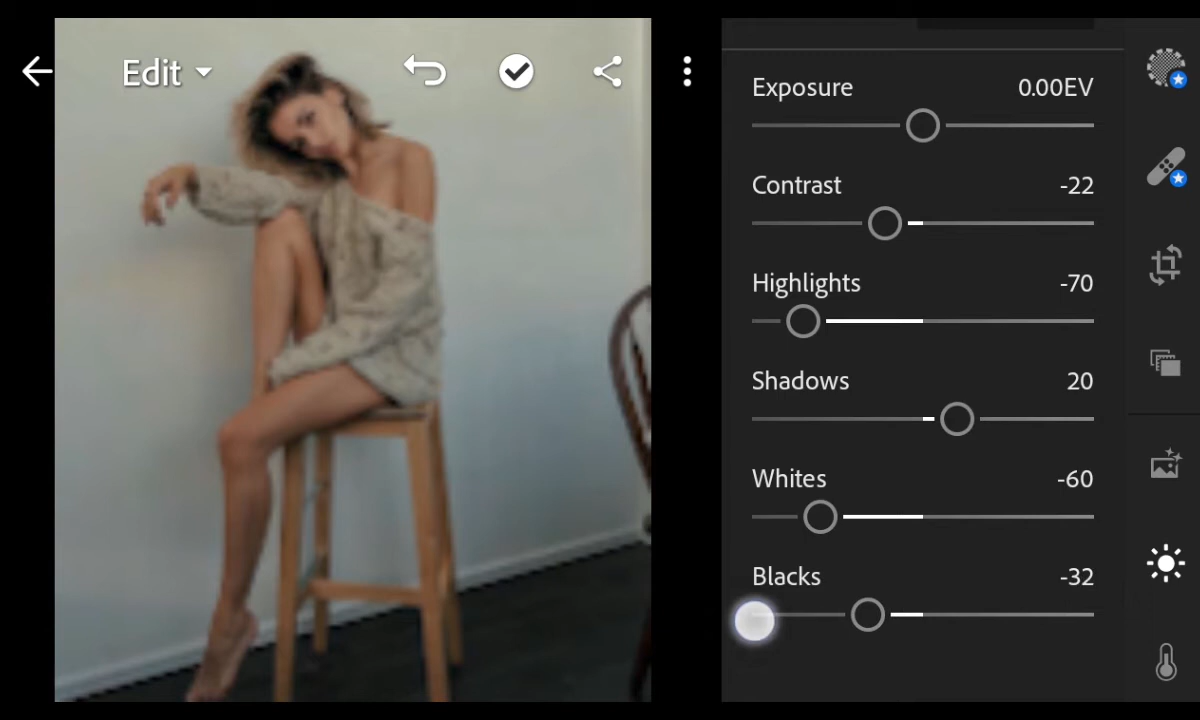 Edit
Exposure 0.00EV
Contrast -22
Highlights -70
Shadows 20
Whites -60
Blacks -32